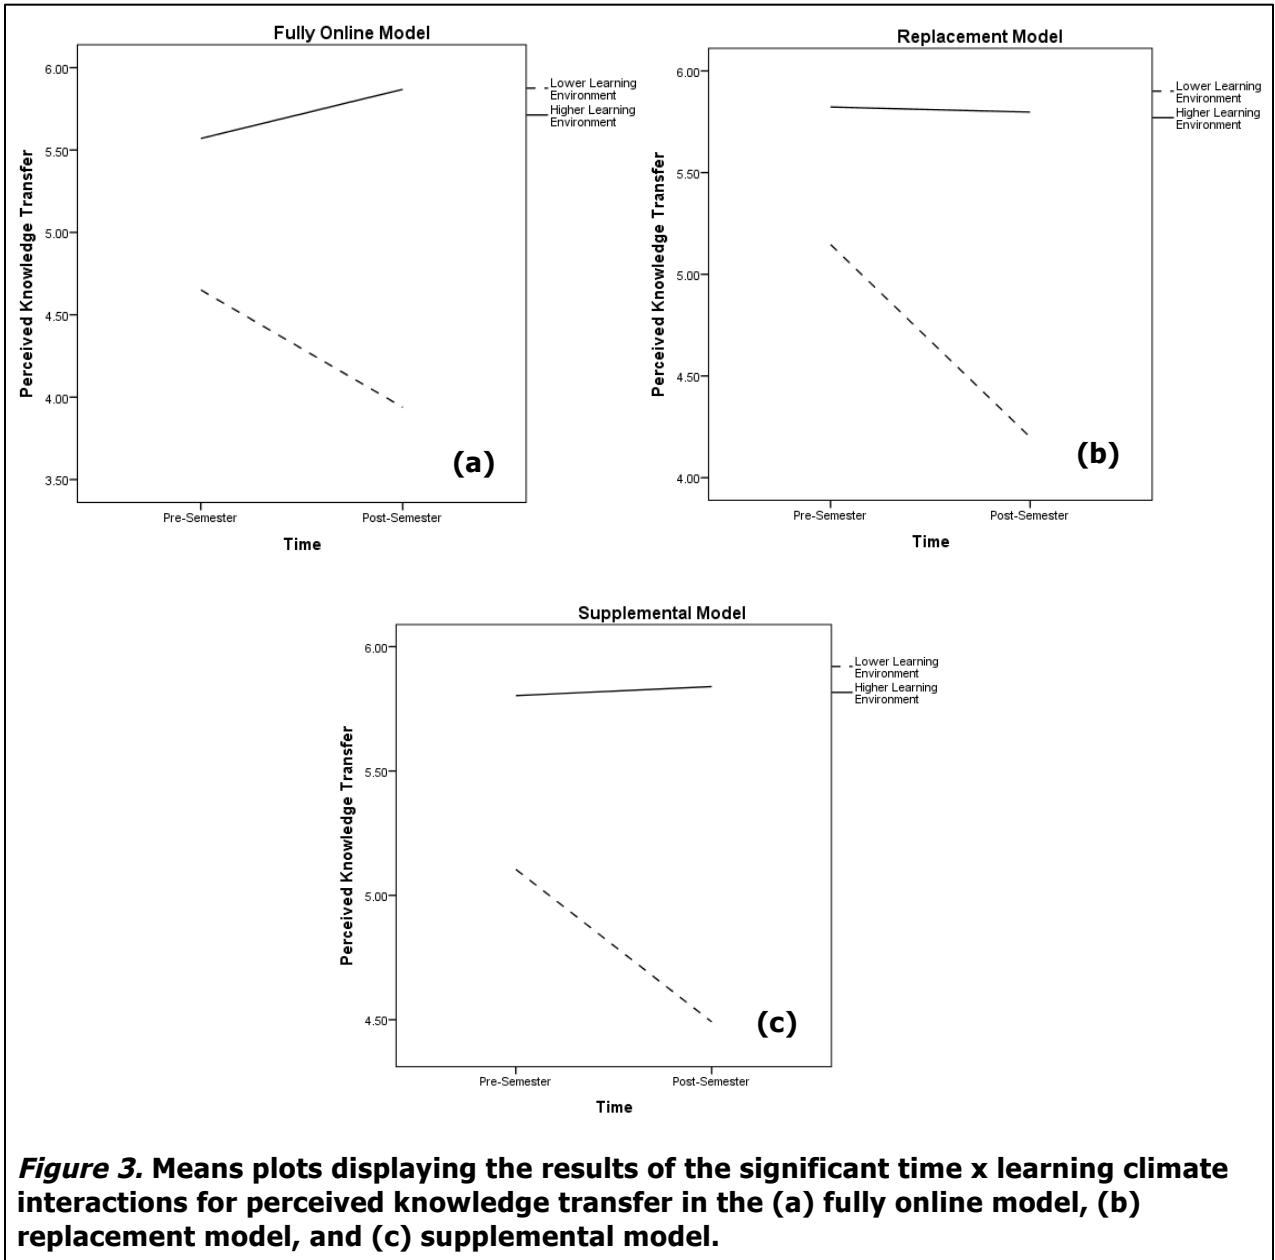 Fully Online Model
6.00
5.50
5.00
4.50
4.00
3.50
Perceived Knowledge Transfer
Pre-Semester
Post-Semester
Time
Lower Learning
Environment
Higher Learning
Environment
(a)
Replacement Model
6.00
5.50
5.00
4.50
4.00
Perceived Knowledge Transfer
Pre-Semester
Post-Semester
Time
Lower Learning
Environment
Higher Learning
Environment
(b)
Supplemental Model
6.00
5.50
5.00
4.50
Perceived Knowledge Transfer
Pre-Semester
Post-Semester
Time
Lower Learning
Environment
Higher Learning
Environment
(c)
Figure 3. Means plots displaying the results of the significant time x learning climate
interactions for perceived knowledge transfer in the (a) fully online model, (b)
replacement model, and (c) supplemental model.